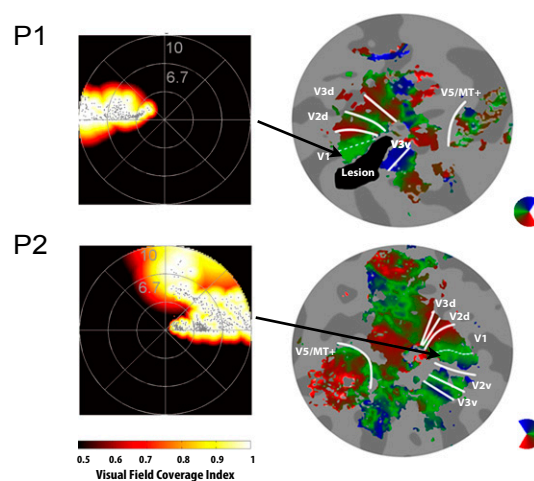 P1
10
6.7
V3d
V2d
V1
V3v
Lesion
V5/MT+
P2
10
6.7
V3d
V2d
V1
V5/MT+
V2v
V3v
0.5 0.6 0.7 0.8 0.9 1
Visual Field Coverage Index